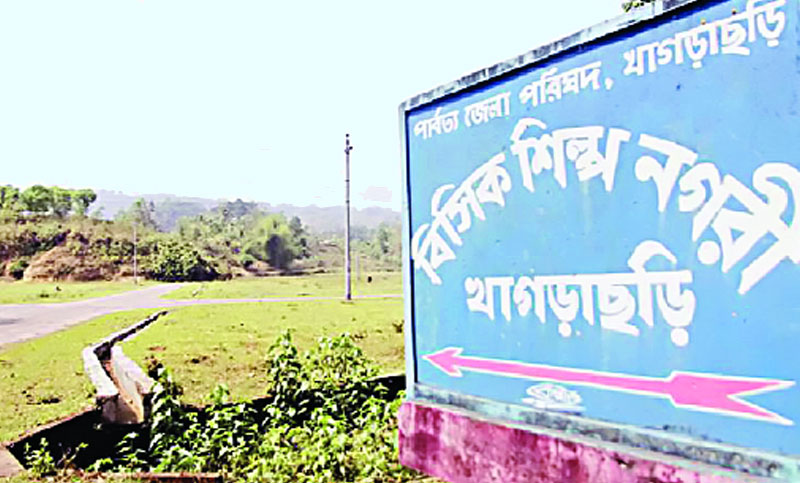 পার্বত্য জেলা পরিষদ, খাগড়াছড়ি
বিসিক শিল্প নগরী
খাগড়াছড়ি